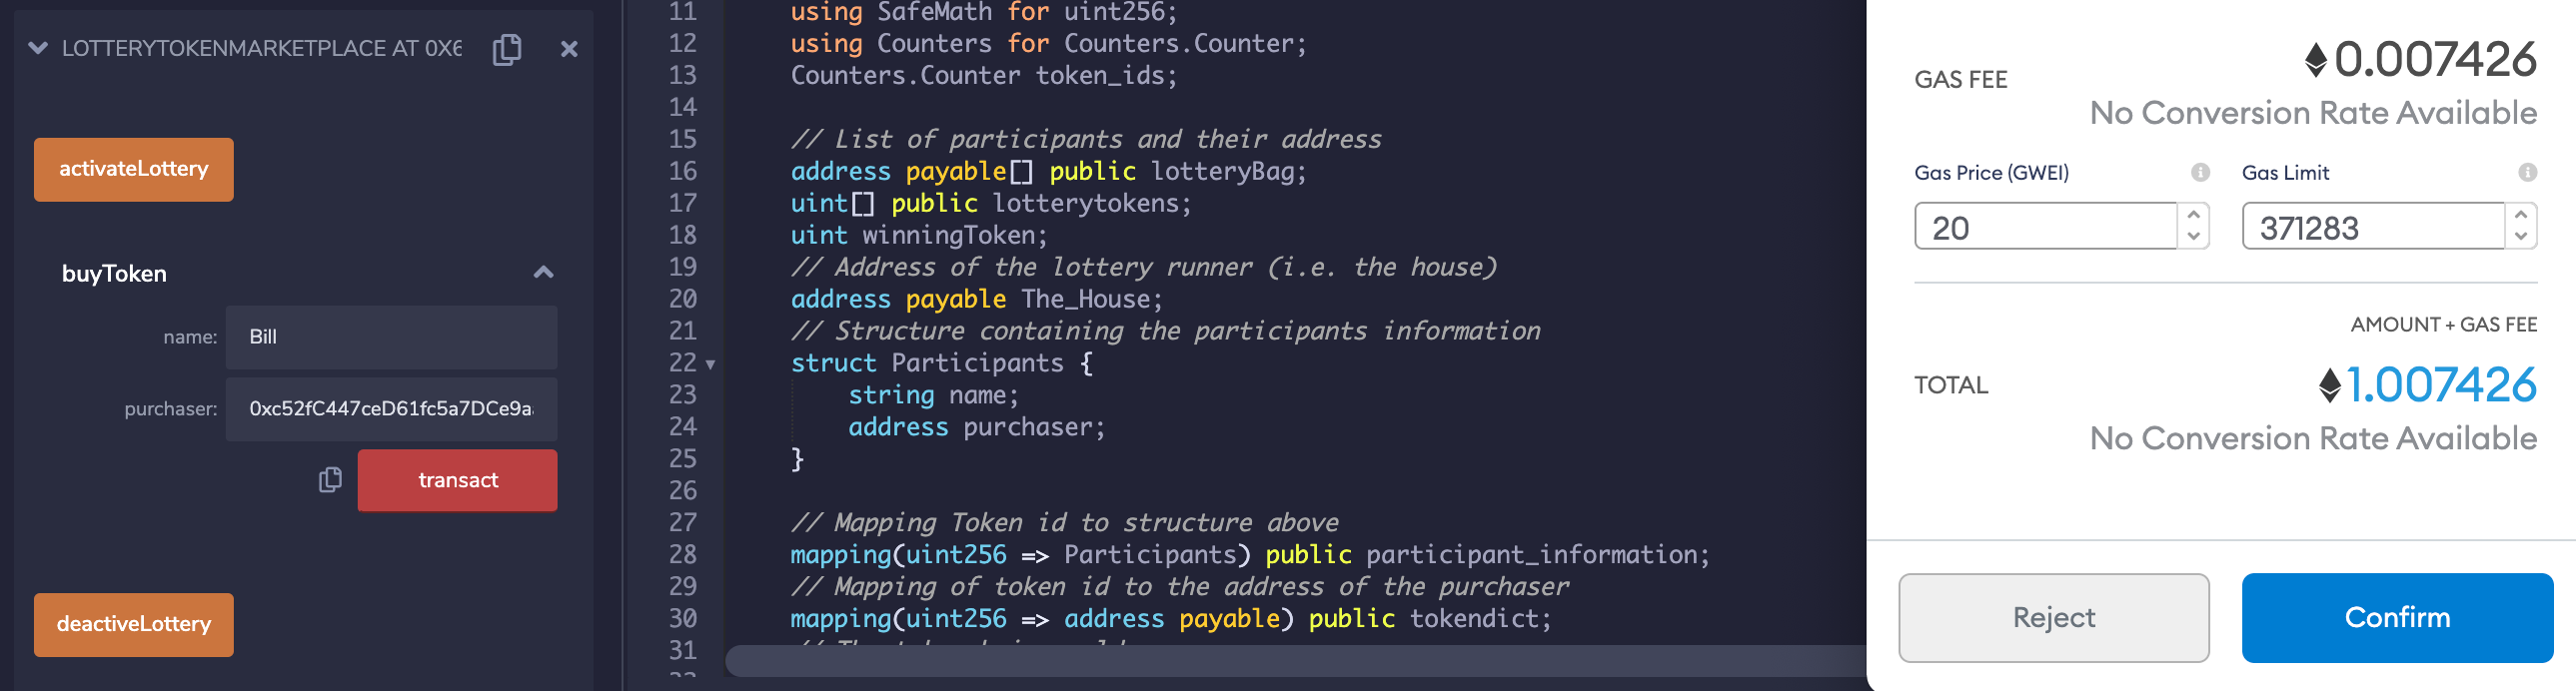 LOTTERYTOKENMARKETPLACE AT 0X6
activateLottery
buyToken
name: Bill
purchaser: 0xc52fC447ceD61fc5a7DCe9a
transact
deactiveLottery
11 using SafeMath for uint256;
12 using Counters for Counters.Counter;
13 Counters.Counter token_ids;
14
15 // List of participants and their address
16 address payable[] public lotteryBag;
17 uint[] public lotterytokens;
18 uint winningToken;
19 // Address of the lottery runner (i.e. the house)
20 address payable The_House;
21 // Structure containing the participants information
22 struct Participants {
23 string name;
24 address purchaser;
25 }
26
27 // Mapping Token id to structure above
28 mapping(uint256 => Participants) public participant_information;
29 // Mapping of token id to the address of the purchaser
30 mapping(uint256 => address payable) public tokendict;
31
GAS FEE 0.007426
No Conversion Rate Available
Gas Price (GWEI) Gas Limit
20 371283
AMOUNT + GAS FEE
TOTAL 1.007426
No Conversion Rate Available
Reject Confirm